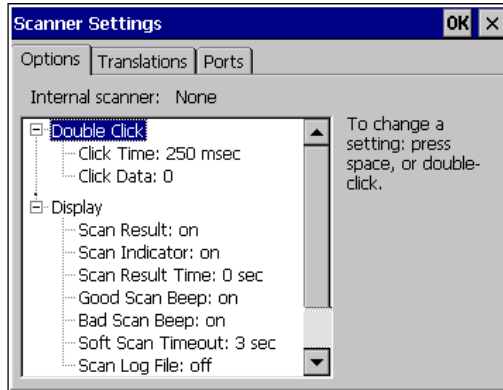 Scanner Settings OK ×
Options Translations Ports
Internal scanner: None
Double Click
Click Time: 250 msec
Click Data: 0
Display
Scan Result: on
Scan Indicator: on
Scan Result Time: 0 sec
Good Scan Beep: on
Bad Scan Beep: on
Soft Scan Timeout: 3 sec
Scan Log File: off
To change a
setting: press
space, or double-
click.